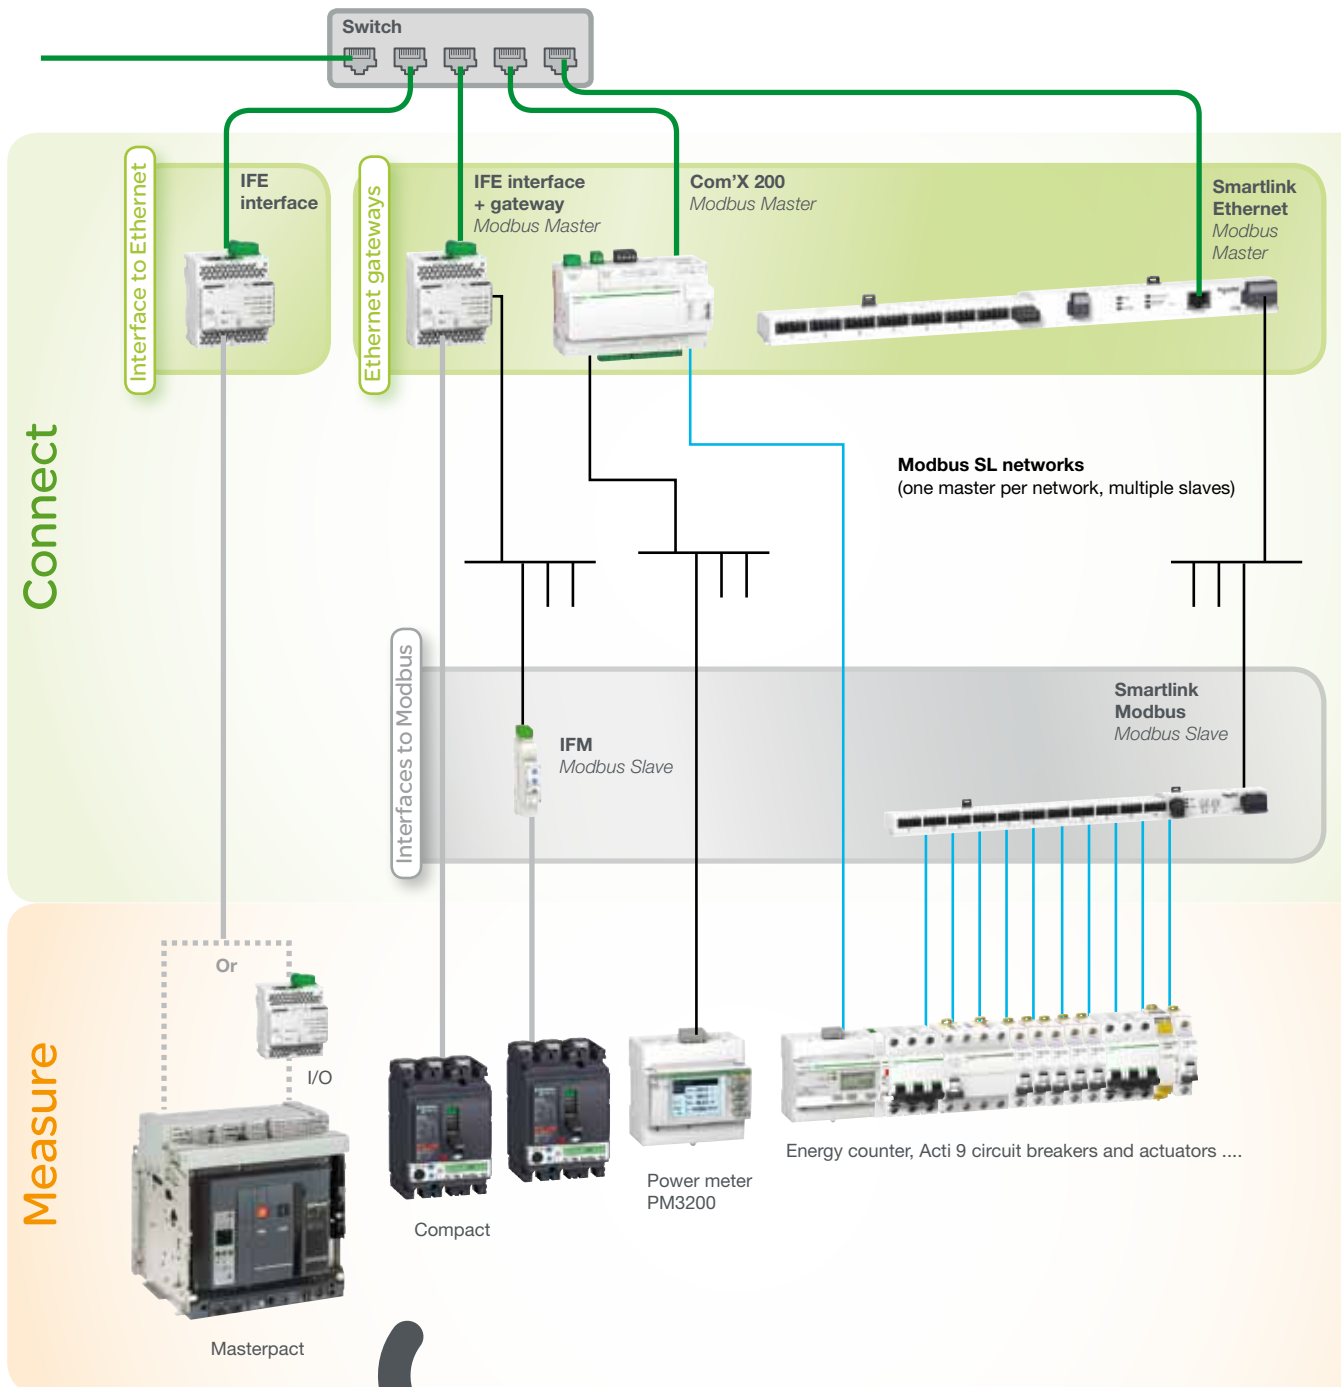 Switch
Connect
Interface to Ethernet
IFE
interface
Ethernet gateways
IFE interface
+ gateway
Modbus Master
Com’X 200
Modbus Master
Smartlink
Ethernet
Modbus
Master
Modbus SL networks
(one master per network, multiple slaves)
Interfaces to Modbus
IFM
Modbus Slave
Smartlink
Modbus
Modbus Slave
Measure
Or
I/O
Masterpact
Compact
Power meter
PM3200
Energy counter, Acti 9 circuit breakers and actuators ....